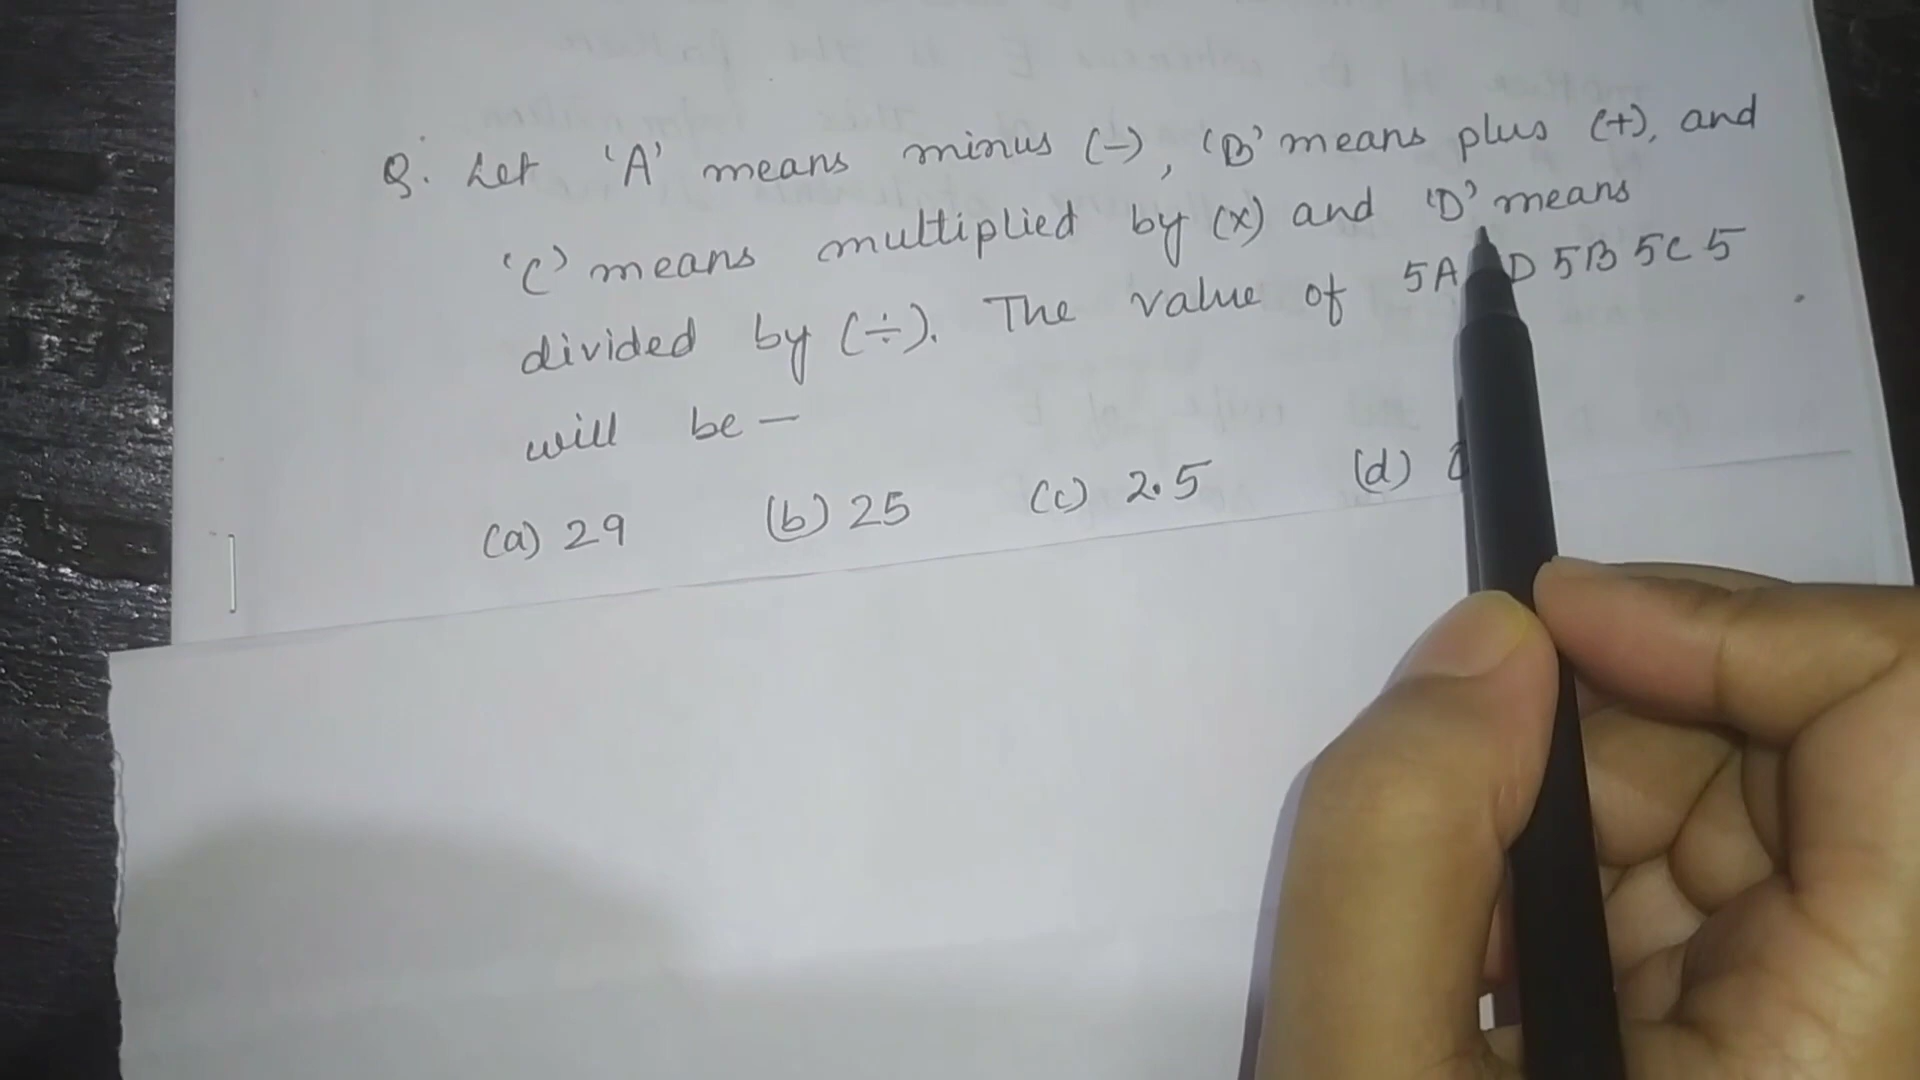 Q. Let 'A' means minus (-), 'B' means plus (+), and
'C' means multiplied by (x) and 'D' means
divided by (÷). The value of 5A D 5B 5C 5
will be —
(a) 29 (b) 25 (c) 2.5 (d)